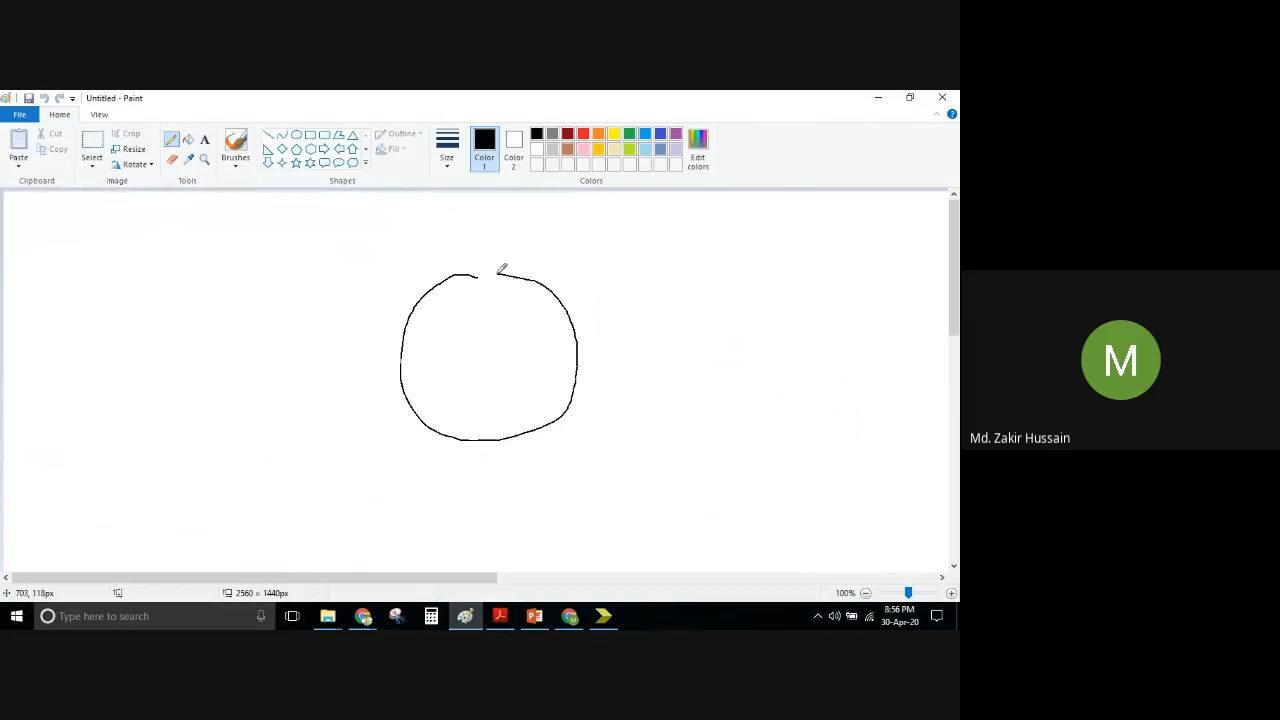 Untitled - Paint
File Home View
Cut
Copy
Paste
Clipboard
Crop
Resize
Rotate
Select
Image
A
Tools
Brushes
Outline
Fill
Shapes
Size
Color 1
Color 2
Edit colors
Colors
M
Md. Zakir Hussain
703, 118px
2560 × 1440px
100%
Type here to search
8:56 PM
30-Apr-20